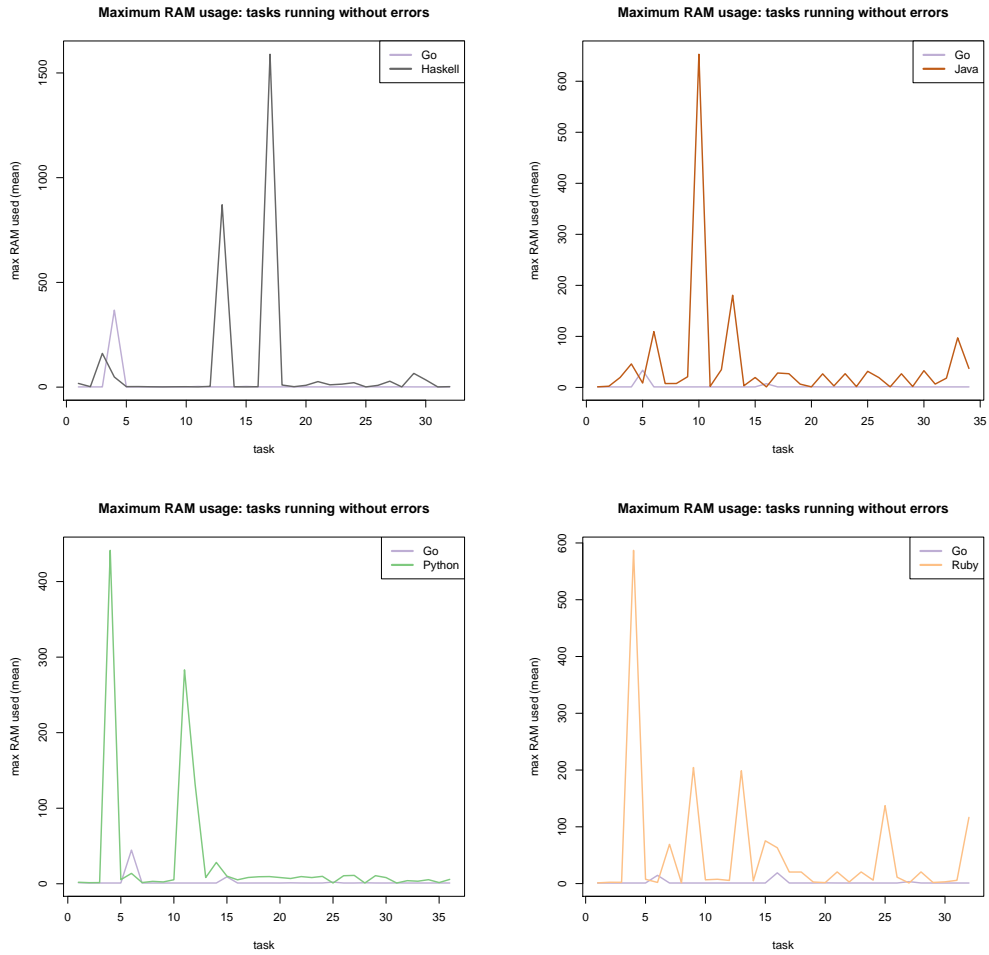 Maximum RAM usage: tasks running without errors
Go
Haskell
max RAM used (mean)
1500
1000
500
0
0 5 10 15 20 25 30
task
Maximum RAM usage: tasks running without errors
Go
Java
max RAM used (mean)
600
500
400
300
200
100
0
0 5 10 15 20 25 30 35
task
Maximum RAM usage: tasks running without errors
Go
Python
max RAM used (mean)
400
300
200
100
0
0 5 10 15 20 25 30 35
task
Maximum RAM usage: tasks running without errors
Go
Ruby
max RAM used (mean)
600
500
400
300
200
100
0
0 5 10 15 20 25 30
task